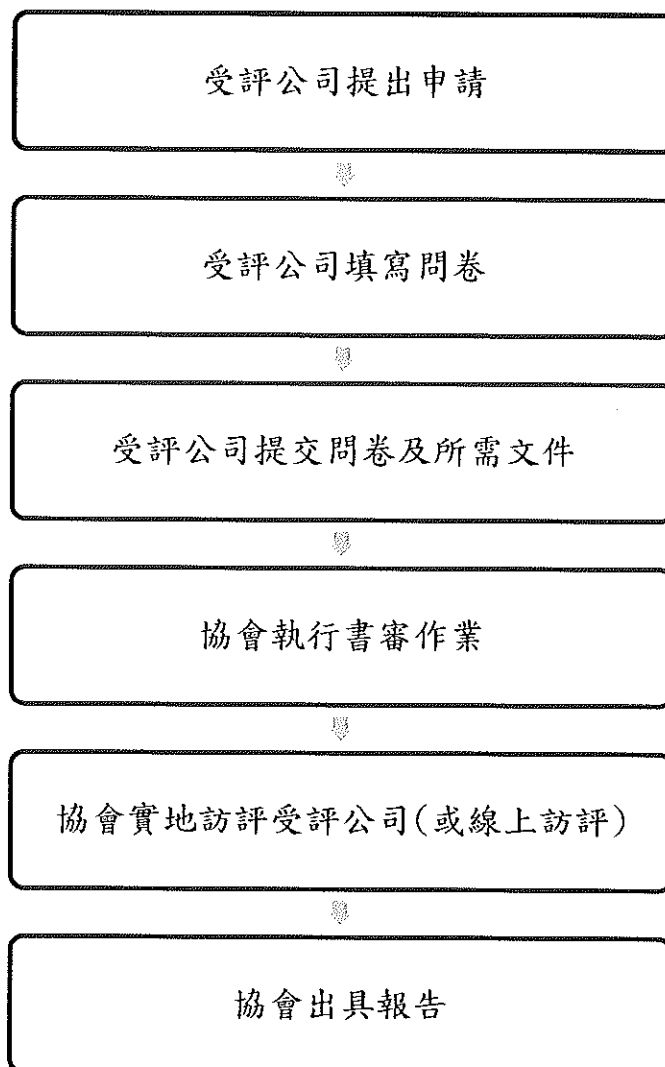 受評公司提出申請
受評公司填寫問卷
受評公司提交問卷及所需文件
協會執行書審作業
協會實地訪評受評公司(或線上訪評)
協會出具報告